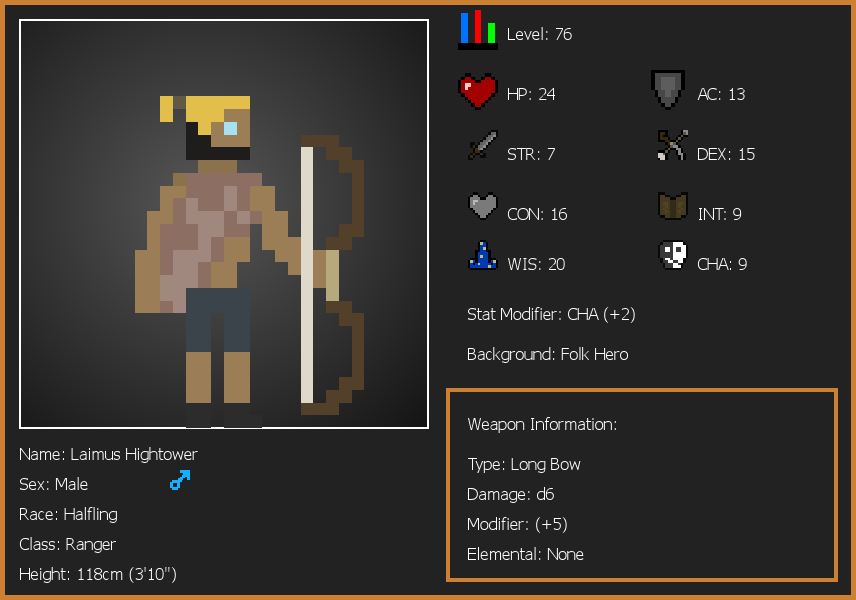 Level: 76
HP: 24
AC: 13
STR: 7
DEX: 15
CON: 16
INT: 9
WIS: 20
CHA: 9
Stat Modifier: CHA (+2)
Background: Folk Hero
Weapon Information:
Type: Long Bow
Damage: d6
Modifier: (+5)
Elemental: None
Name: Laimus Hightower
Sex: Male
Race: Halfling
Class: Ranger
Height: 118cm (3'10")